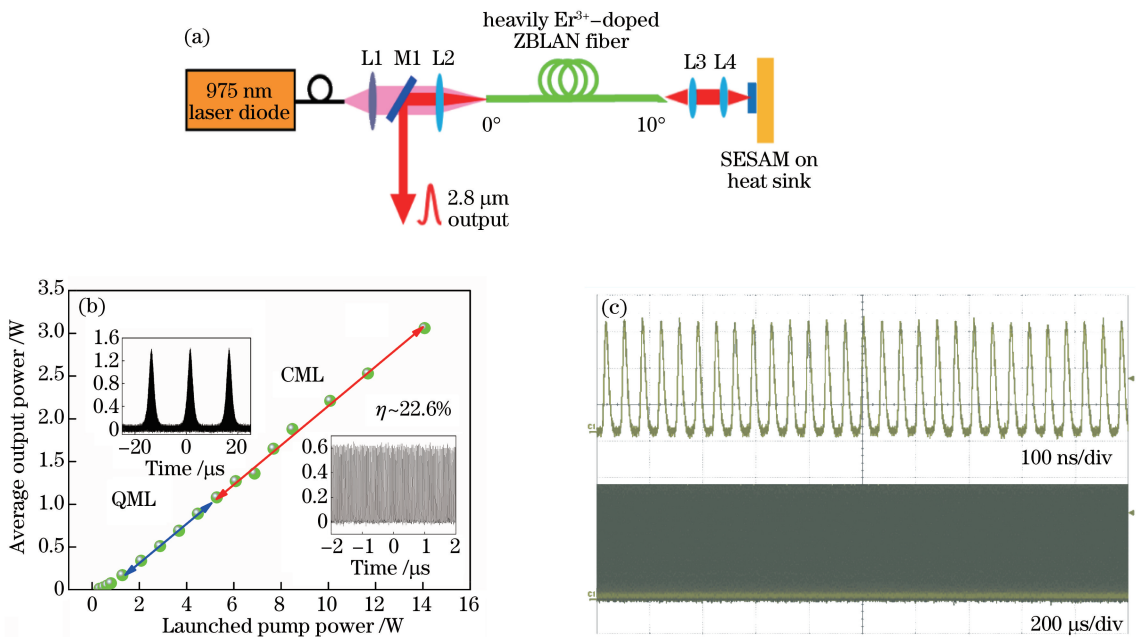 (a)
heavily Er³⁺-doped
ZBLAN fiber
L1 M1 L2
L3 L4
975 nm
laser diode
0°
10°
SESAM on
heat sink
2.8 μm
output
(b)
Average output power /W
3.5
3.0
2.5
2.0
1.5
1.0
0.5
0
0 2 4 6 8 10 12 14 16
Launched pump power /W
1.6
1.2
0.4
0
−20 0 20
Time /μs
CML
η~22.6%
QML
0.6
0.4
0.2
0
−2 −1 0 1 2
Time /μs
(c)
C1
100 ns/div
C1
200 μs/div